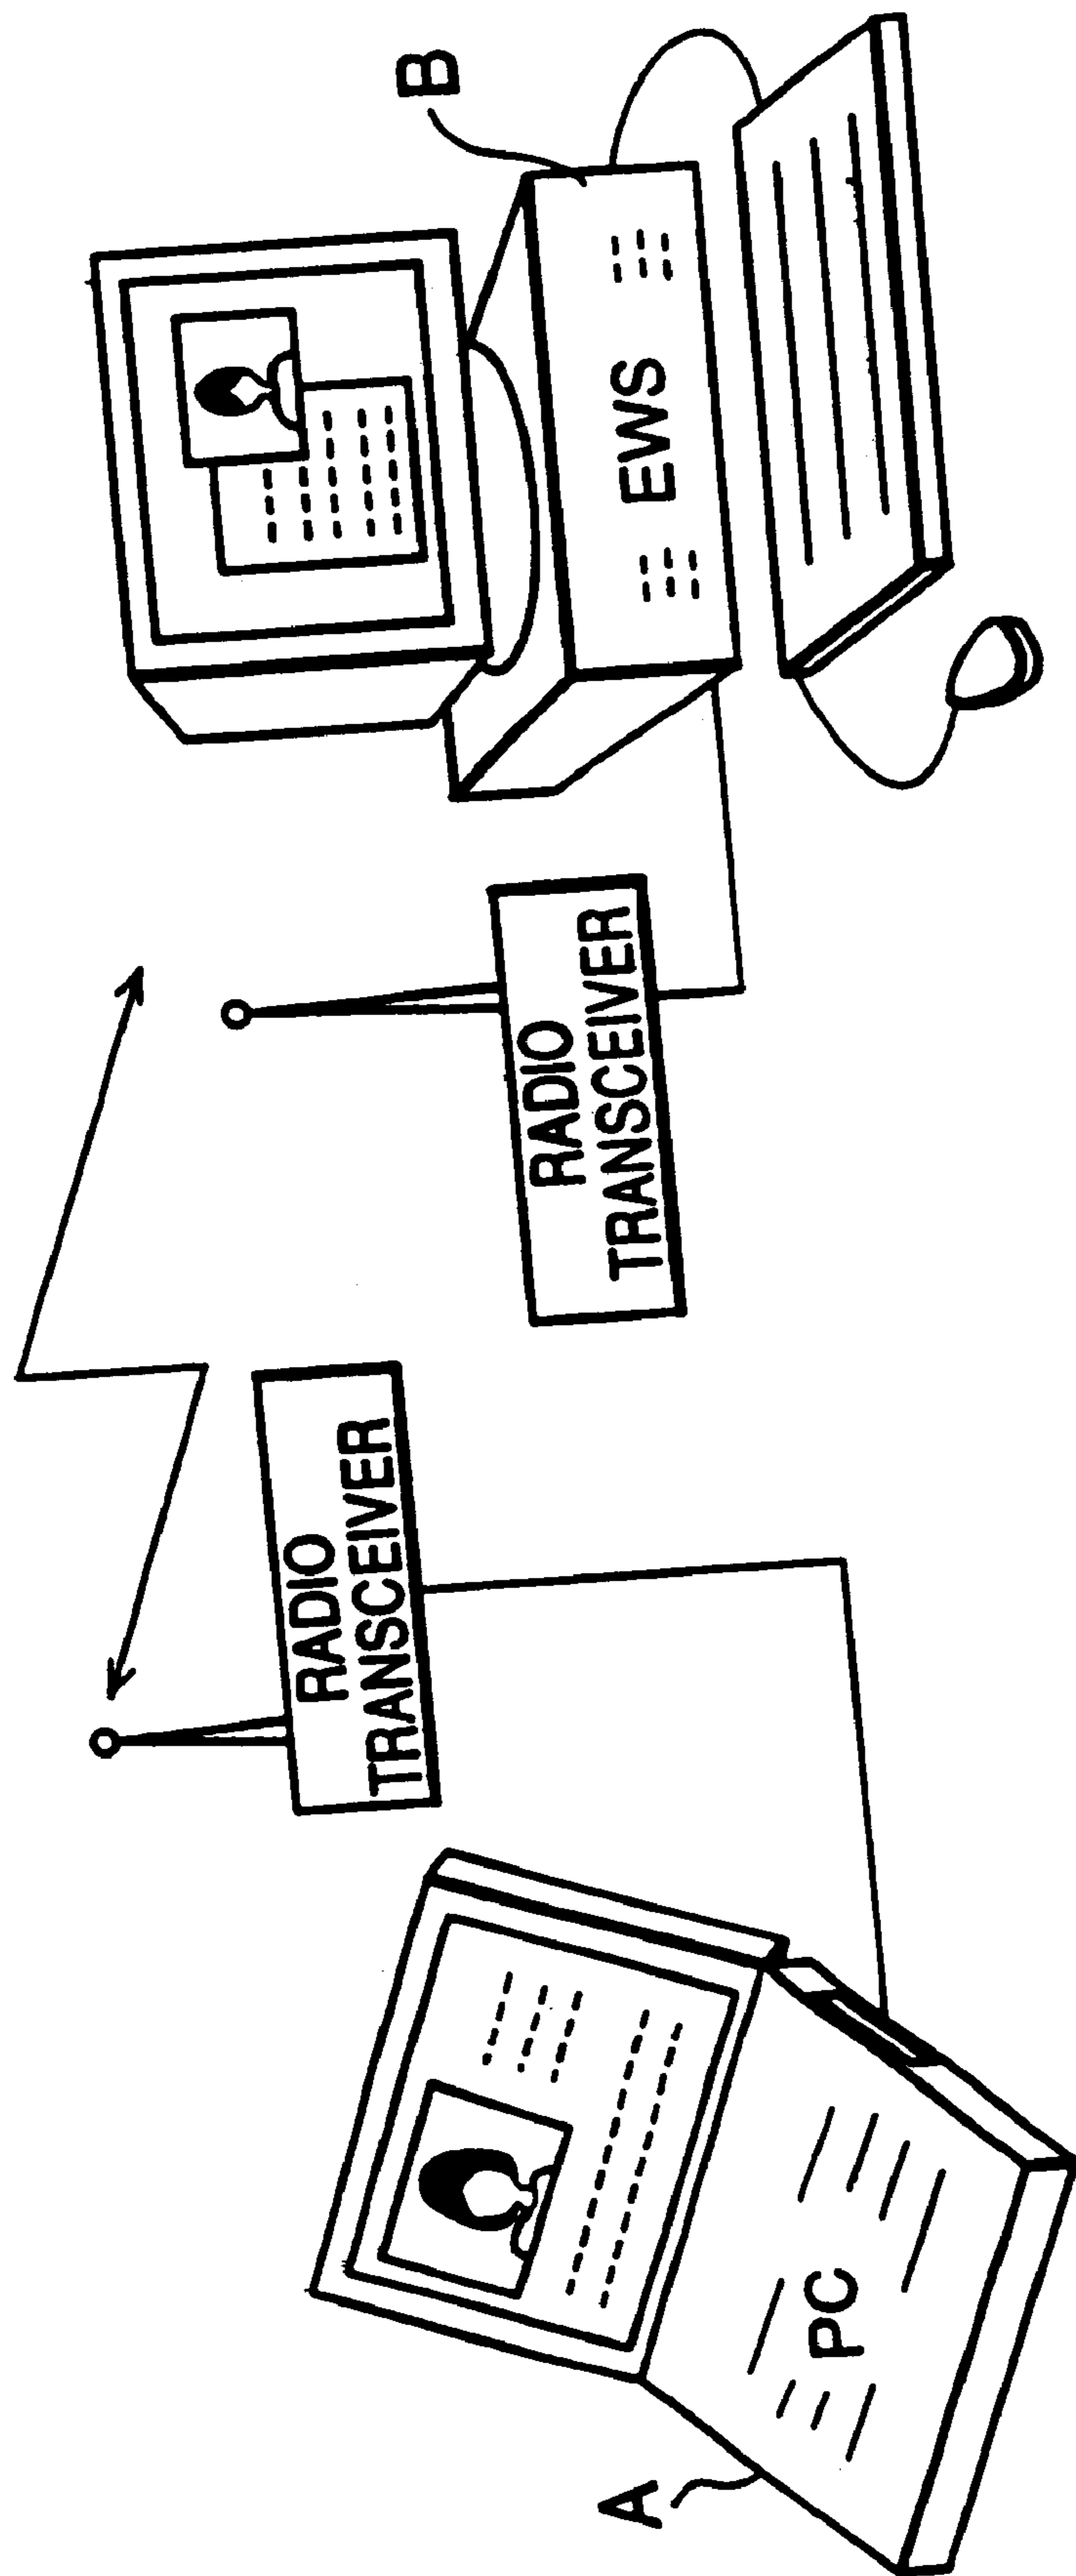 A
PC
RADIO
TRANSCEIVER
RADIO
TRANSCEIVER
EWS
B